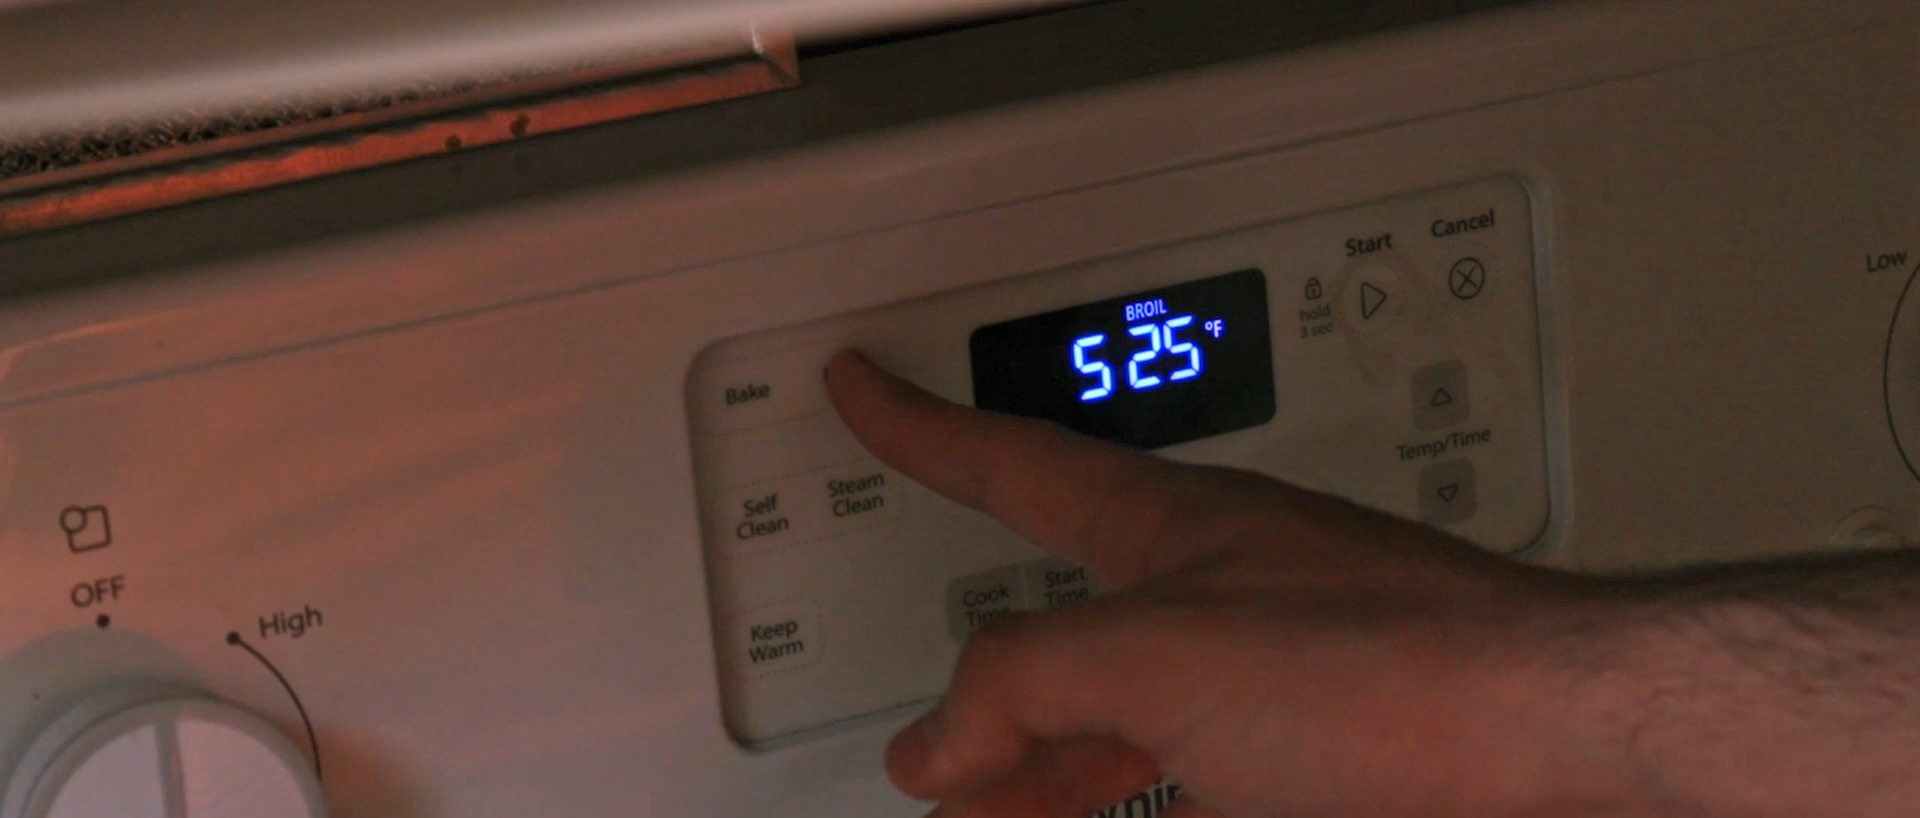 Start
Cancel
Low
hold
3 sec
BROIL
525 °F
Bake
Temp/Time
Self
Clean
Steam
Clean
OFF
High
Cook
Time
Start
Time
Keep
Warm